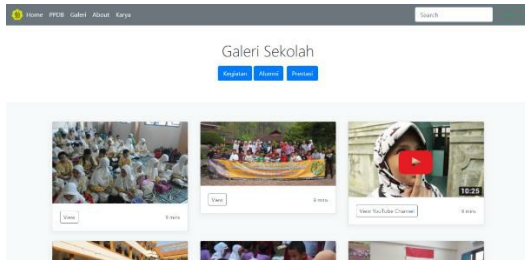 Home PPDB Galeri About Karya Search
Galeri Sekolah
Kegiatan Alumni Prestasi
10:25
View 9 mins
View 9 mins
View YouTube Channel 9 mins